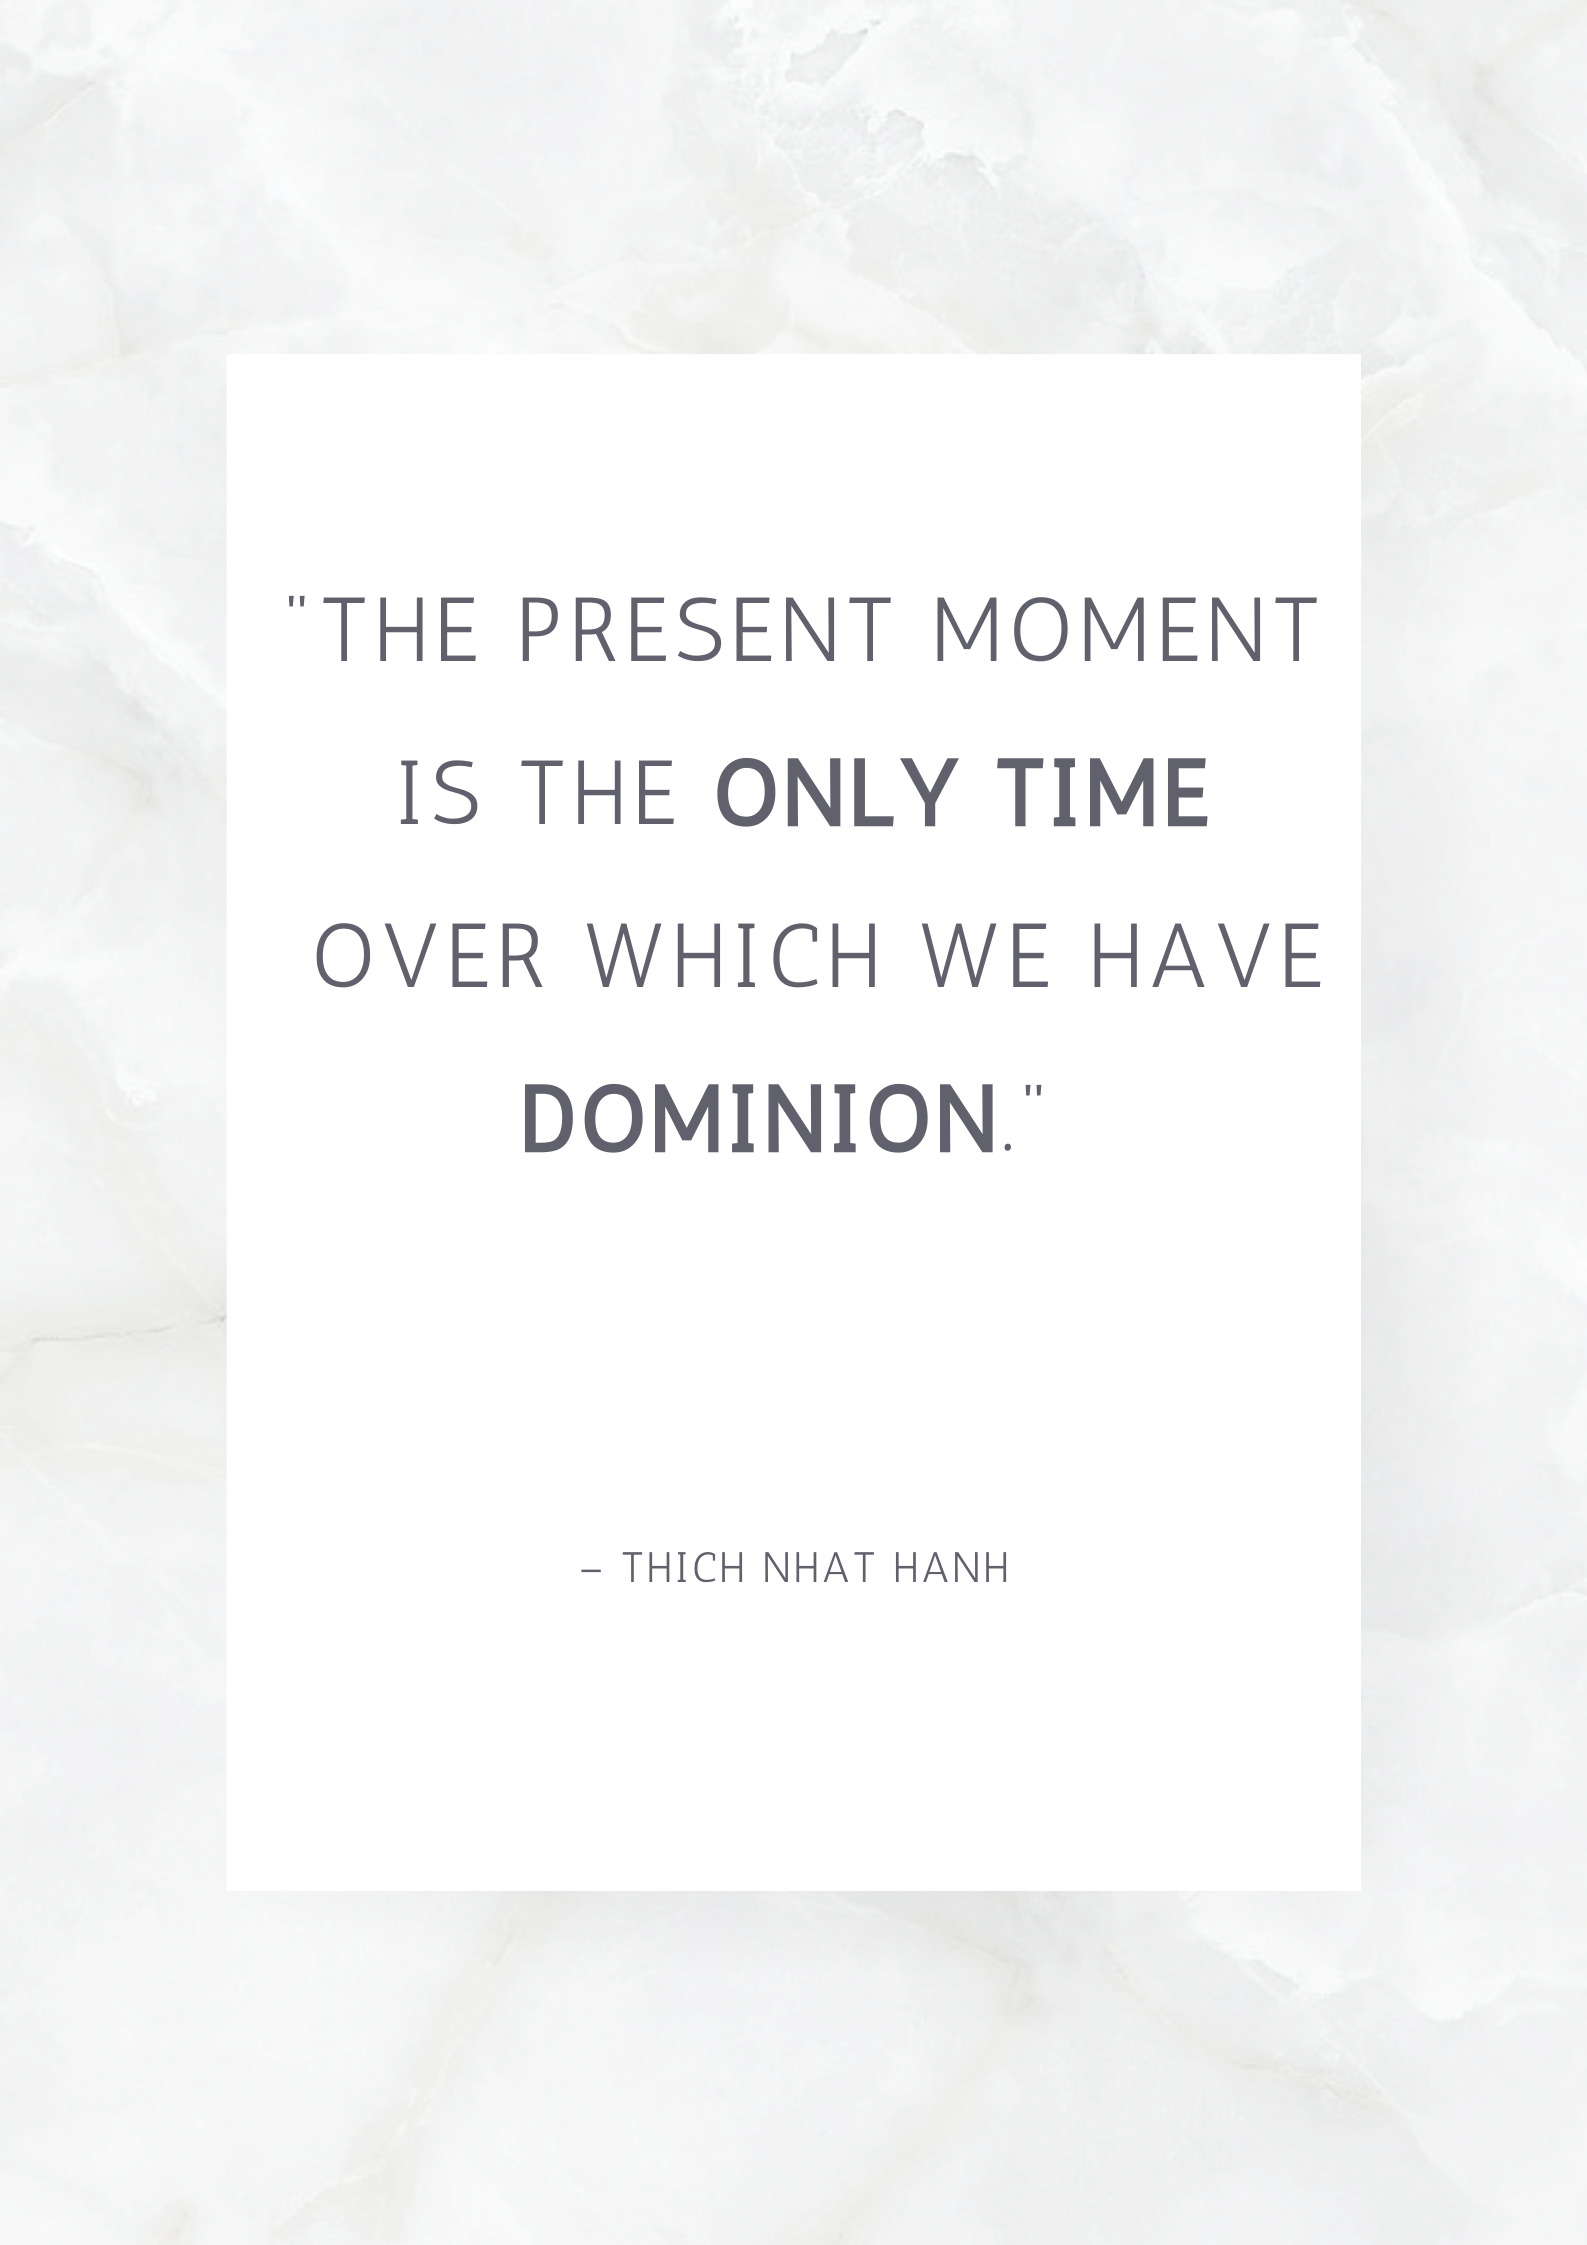 "THE PRESENT MOMENT
IS THE ONLY TIME
OVER WHICH WE HAVE
DOMINION."
– THICH NHAT HANH